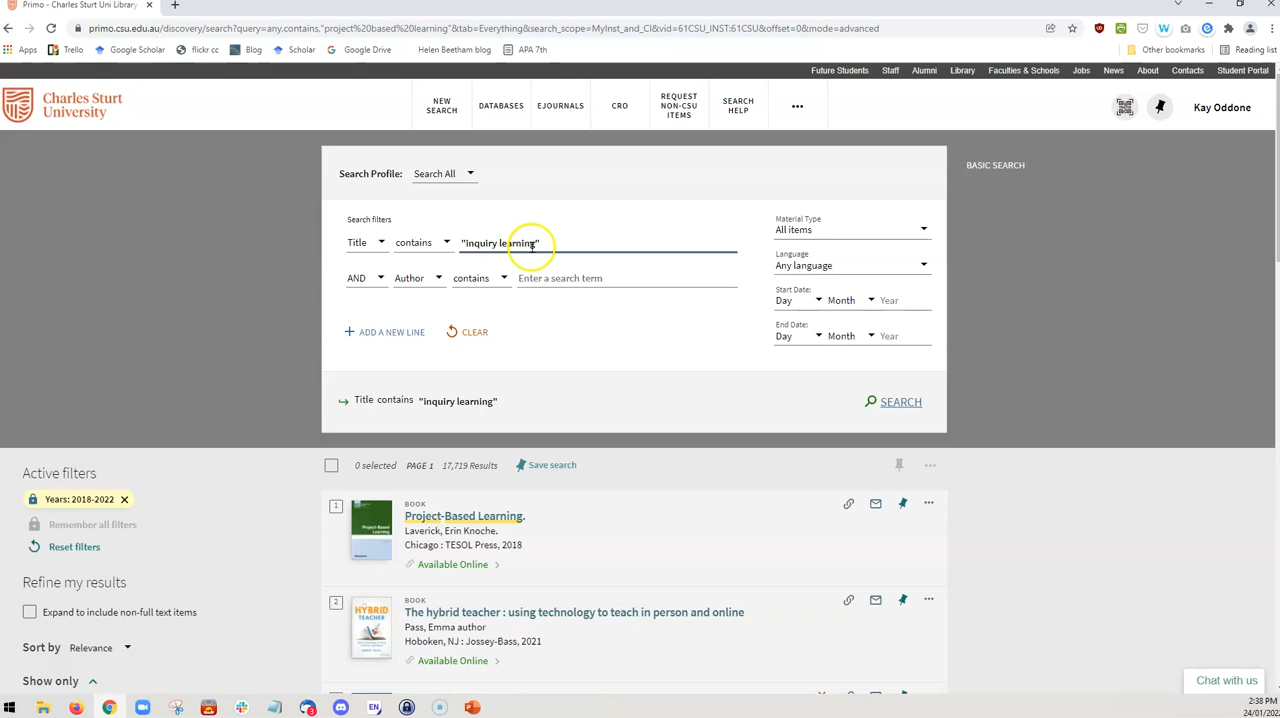 Primo - Charles Sturt Uni Library
primo.csu.edu.au/discovery/search?query=any,contains,"project%20based%20learning"&tab=Everything&search_scope=MyInst_and_CI&vid=61CSU_INST:61CSU&offset=0&mode=advanced
Apps Trello Google Scholar flickr cc Blog Scholar Google Drive Helen Beetham blog APA 7th Other bookmarks Reading list
Future Students Staff Alumni Library Faculties & Schools Jobs News About Contacts Student Portal
Charles Sturt
University
NEW
SEARCH
DATABASES
EJOURNALS
CRO
REQUEST
NON-CSU
ITEMS
SEARCH
HELP
Kay Oddone
Search Profile: Search All
BASIC SEARCH
Search filters
Title contains "inquiry learning"
AND Author contains Enter a search term
+ ADD A NEW LINE CLEAR
Material Type
All items
Language
Any language
Start Date:
Day Month Year
End Date:
Day Month Year
Title contains "inquiry learning"
SEARCH
Active filters
Years: 2018-2022
Remember all filters
Reset filters
Refine my results
Expand to include non-full text items
Sort by Relevance
Show only
0 selected PAGE 1 17,719 Results Save search
1
BOOK
Project-Based Learning.
Laverick, Erin Knoche.
Chicago : TESOL Press, 2018
Available Online
2
BOOK
The hybrid teacher : using technology to teach in person and online
Pass, Emma author
Hoboken, NJ : Jossey-Bass, 2021
Available Online
Chat with us
2:38 PM
24/01/2022